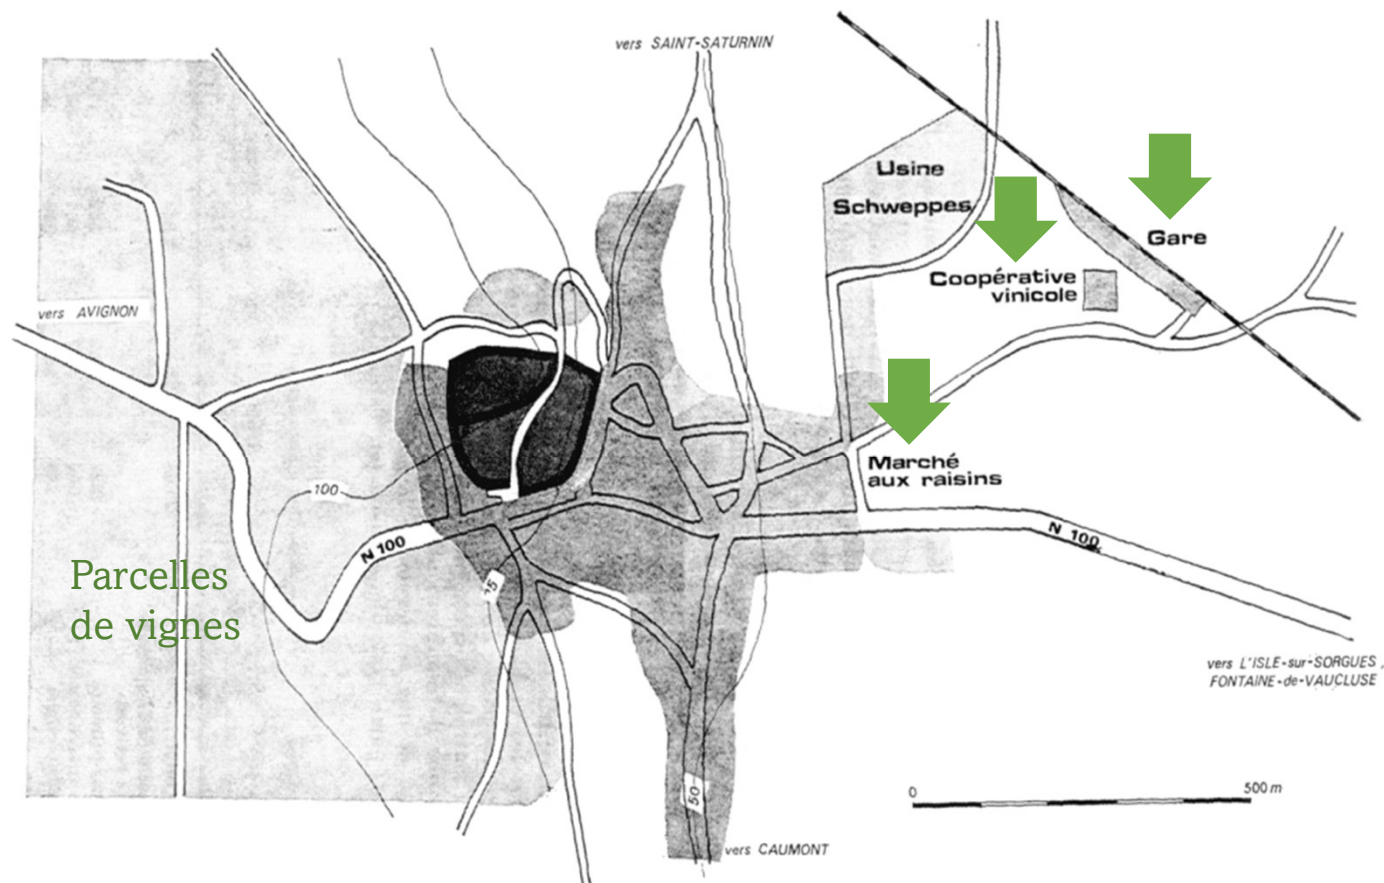 vers SAINT-SATURNIN
Usine
Schweppes
Gare
Coopérative
vinicole
vers AVIGNON
Marché
aux raisins
100
N 100
N 100
Parcelles
de vignes
75
vers L'ISLE-sur-SORGUES,
FONTAINE-de-VAUCLUSE
0
500 m
50
vers CAUMONT